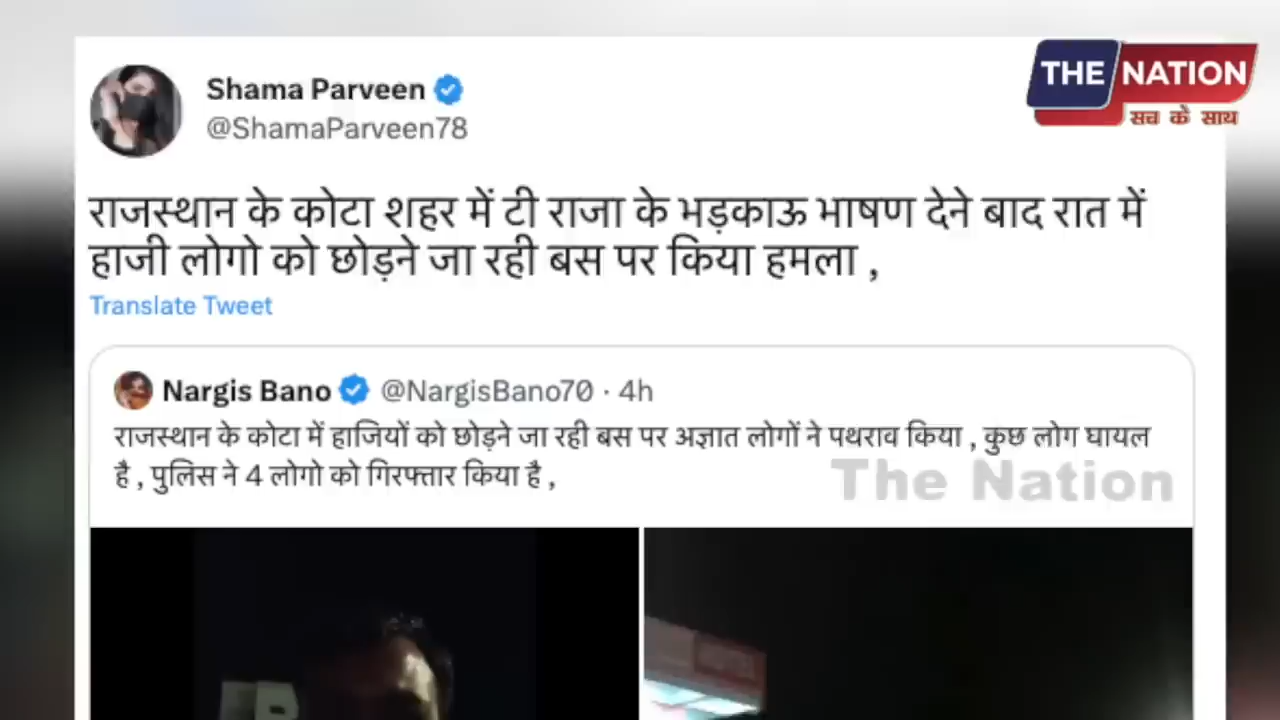 THE NATION
सच के साथ
Shama Parveen
@ShamaParveen78
राजस्थान के कोटा शहर में टी राजा के भड़काऊ भाषण देने बाद रात में
हाजी लोगो को छोड़ने जा रही बस पर किया हमला ,
Translate Tweet
Nargis Bano @NargisBano70 · 4h
राजस्थान के कोटा में हाजियों को छोड़ने जा रही बस पर अज्ञात लोगों ने पथराव किया , कुछ लोग घायल
है , पुलिस ने 4 लोगो को गिरफ्तार किया है ,
The Nation